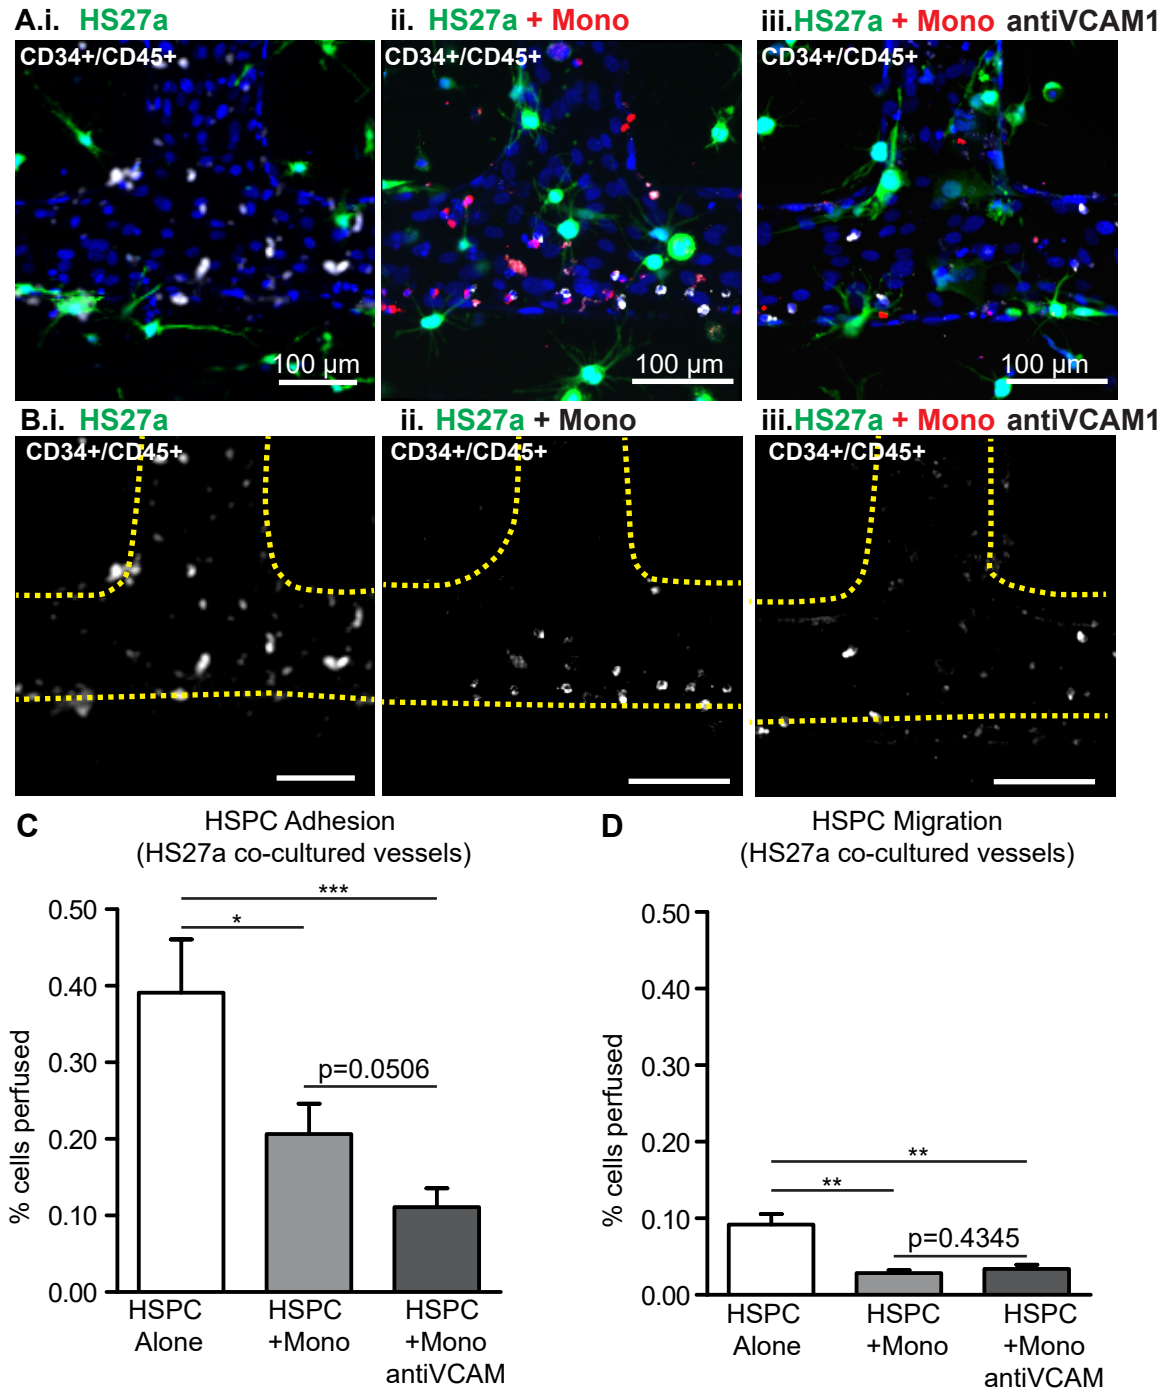 A.i. HS27a
ii. HS27a + Mono
iii.HS27a + Mono antiVCAM1
CD34+/CD45+
CD34+/CD45+
CD34+/CD45+
100 µm
100 µm
100 µm
B.i. HS27a
ii. HS27a + Mono
iii.HS27a + Mono antiVCAM1
CD34+/CD45+
CD34+/CD45+
CD34+/CD45+
C
HSPC Adhesion
(HS27a co-cultured vessels)
% cells perfused
0.50
0.40
0.30
0.20
0.10
0.00
***
*
p=0.0506
HSPC
Alone
HSPC
+Mono
HSPC
+Mono
antiVCAM
D
HSPC Migration
(HS27a co-cultured vessels)
% cells perfused
0.50
0.40
0.30
0.20
0.10
0.00
**
**
p=0.4345
HSPC
Alone
HSPC
+Mono
HSPC
+Mono
antiVCAM